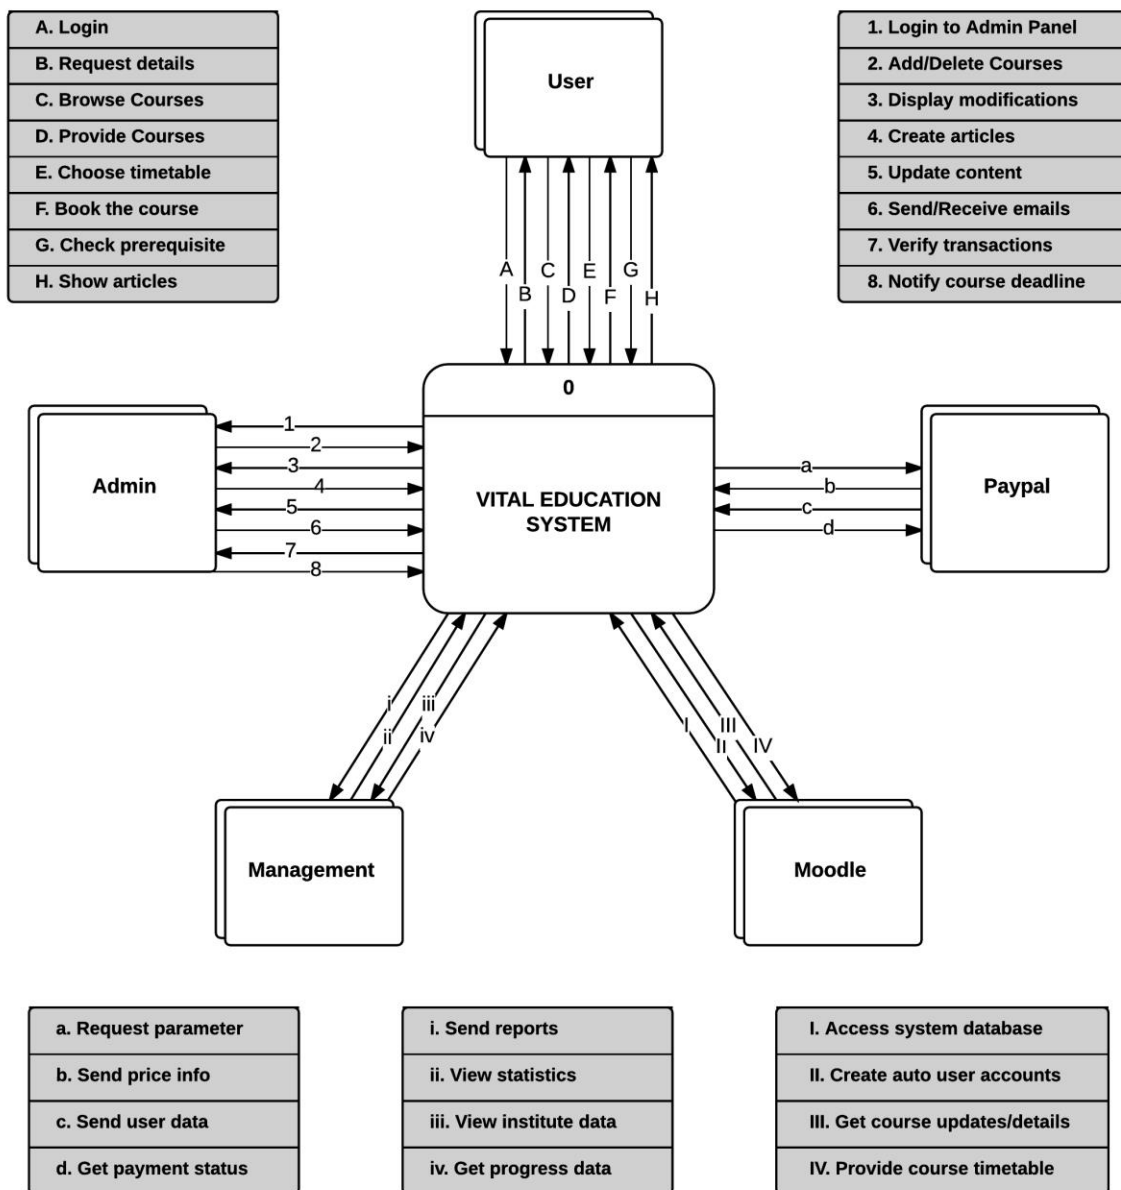 A. Login
B. Request details
C. Browse Courses
D. Provide Courses
E. Choose timetable
F. Book the course
G. Check prerequisite
H. Show articles
User
1. Login to Admin Panel
2. Add/Delete Courses
3. Display modifications
4. Create articles
5. Update content
6. Send/Receive emails
7. Verify transactions
8. Notify course deadline
A
B
C
D
E
F
G
H
0
VITAL EDUCATION
SYSTEM
Admin
1
2
3
4
5
6
7
8
a
b
c
d
Paypal
i
ii
iii
iv
I
II
III
IV
Management
Moodle
a. Request parameter
b. Send price info
c. Send user data
d. Get payment status
i. Send reports
ii. View statistics
iii. View institute data
iv. Get progress data
I. Access system database
II. Create auto user accounts
III. Get course updates/details
IV. Provide course timetable